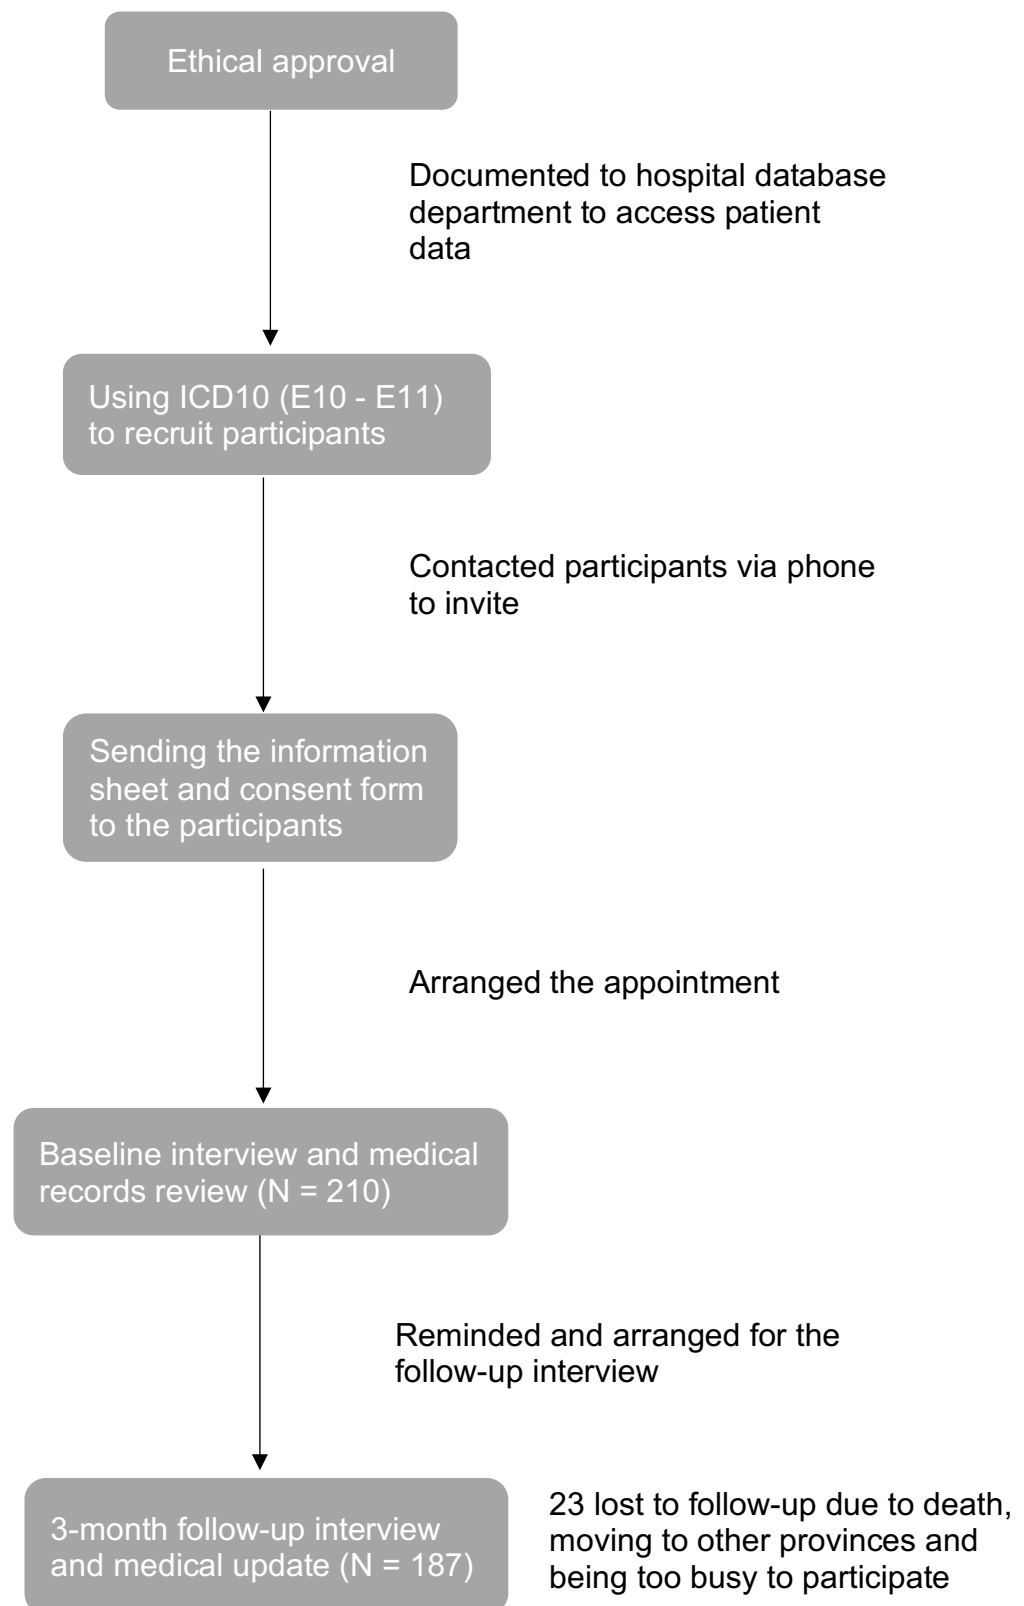 Ethical approval
Documented to hospital database
department to access patient
data
Using ICD10 (E10 - E11)
to recruit participants
Contacted participants via phone
to invite
Sending the information
sheet and consent form
to the participants
Arranged the appointment
Baseline interview and medical
records review (N = 210)
Reminded and arranged for the
follow-up interview
3-month follow-up interview
and medical update (N = 187)
23 lost to follow-up due to death,
moving to other provinces and
being too busy to participate